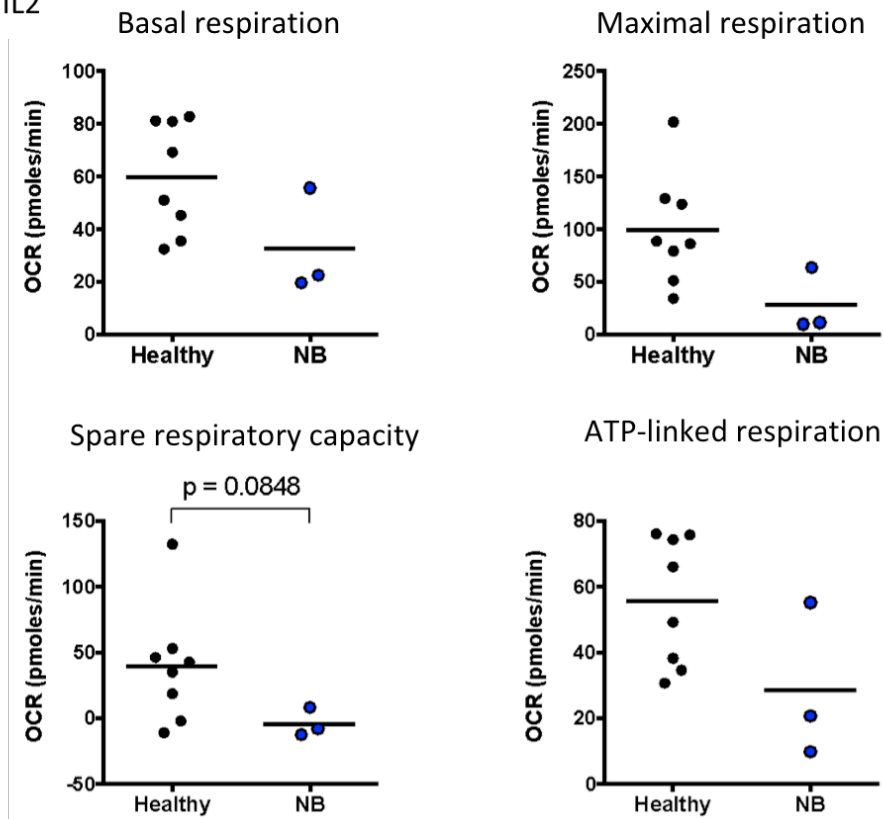 IL2
Basal respiration
OCR (pmoles/min)
100
80
60
40
20
0
Healthy NB
Maximal respiration
OCR (pmoles/min)
250
200
150
100
50
0
Healthy NB
Spare respiratory capacity
p = 0.0848
OCR (pmoles/min)
150
100
50
0
-50
Healthy NB
ATP-linked respiration
OCR (pmoles/min)
80
60
40
20
0
Healthy NB